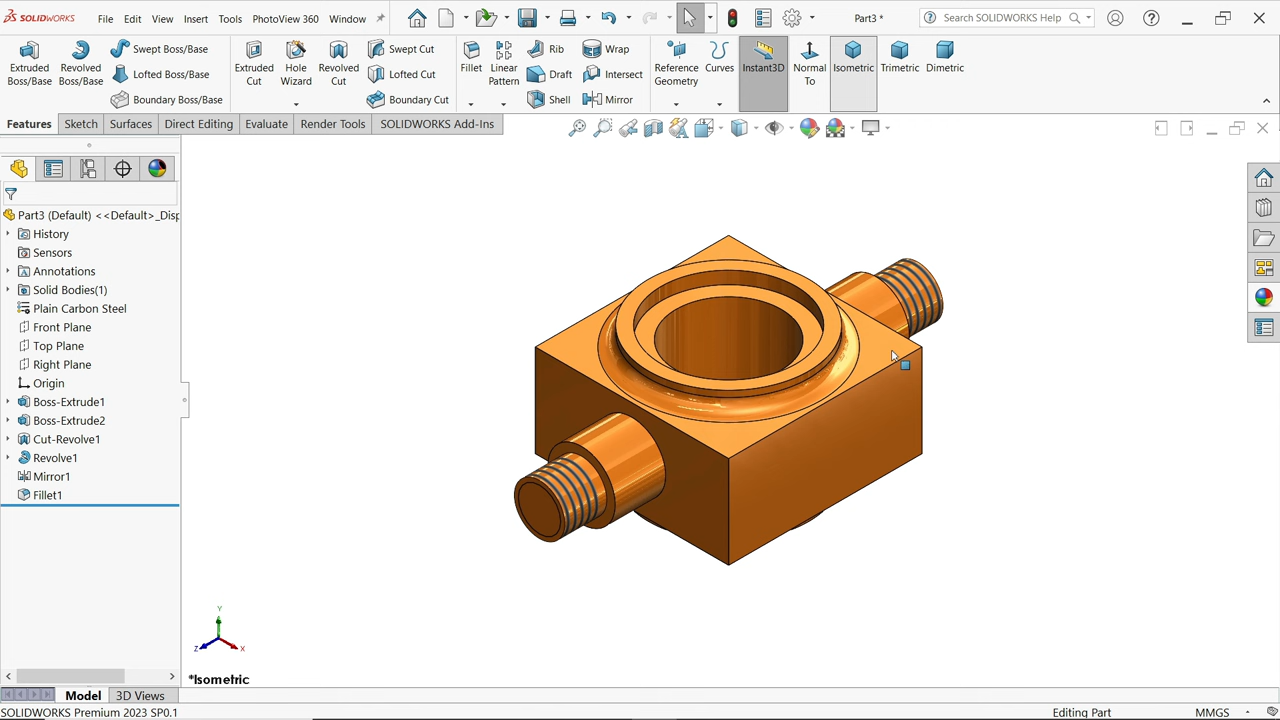 SOLIDWORKS File Edit View Insert Tools PhotoView 360 Window Part3 * Search SOLIDWORKS Help
Extruded Boss/Base
Revolved Boss/Base
Swept Boss/Base
Lofted Boss/Base
Boundary Boss/Base
Extruded Cut
Hole Wizard
Revolved Cut
Swept Cut
Lofted Cut
Boundary Cut
Fillet
Linear Pattern
Rib
Draft
Shell
Wrap
Intersect
Mirror
Reference Geometry
Curves
Instant3D
Normal To
Isometric
Trimetric
Dimetric
Features Sketch Surfaces Direct Editing Evaluate Render Tools SOLIDWORKS Add-Ins
Part3 (Default) <<Default>_Disp
History
Sensors
Annotations
Solid Bodies(1)
Plain Carbon Steel
Front Plane
Top Plane
Right Plane
Origin
Boss-Extrude1
Boss-Extrude2
Cut-Revolve1
Revolve1
Mirror1
Fillet1
Y
Z X
*Isometric
Model 3D Views
SOLIDWORKS Premium 2023 SP0.1 Editing Part MMGS